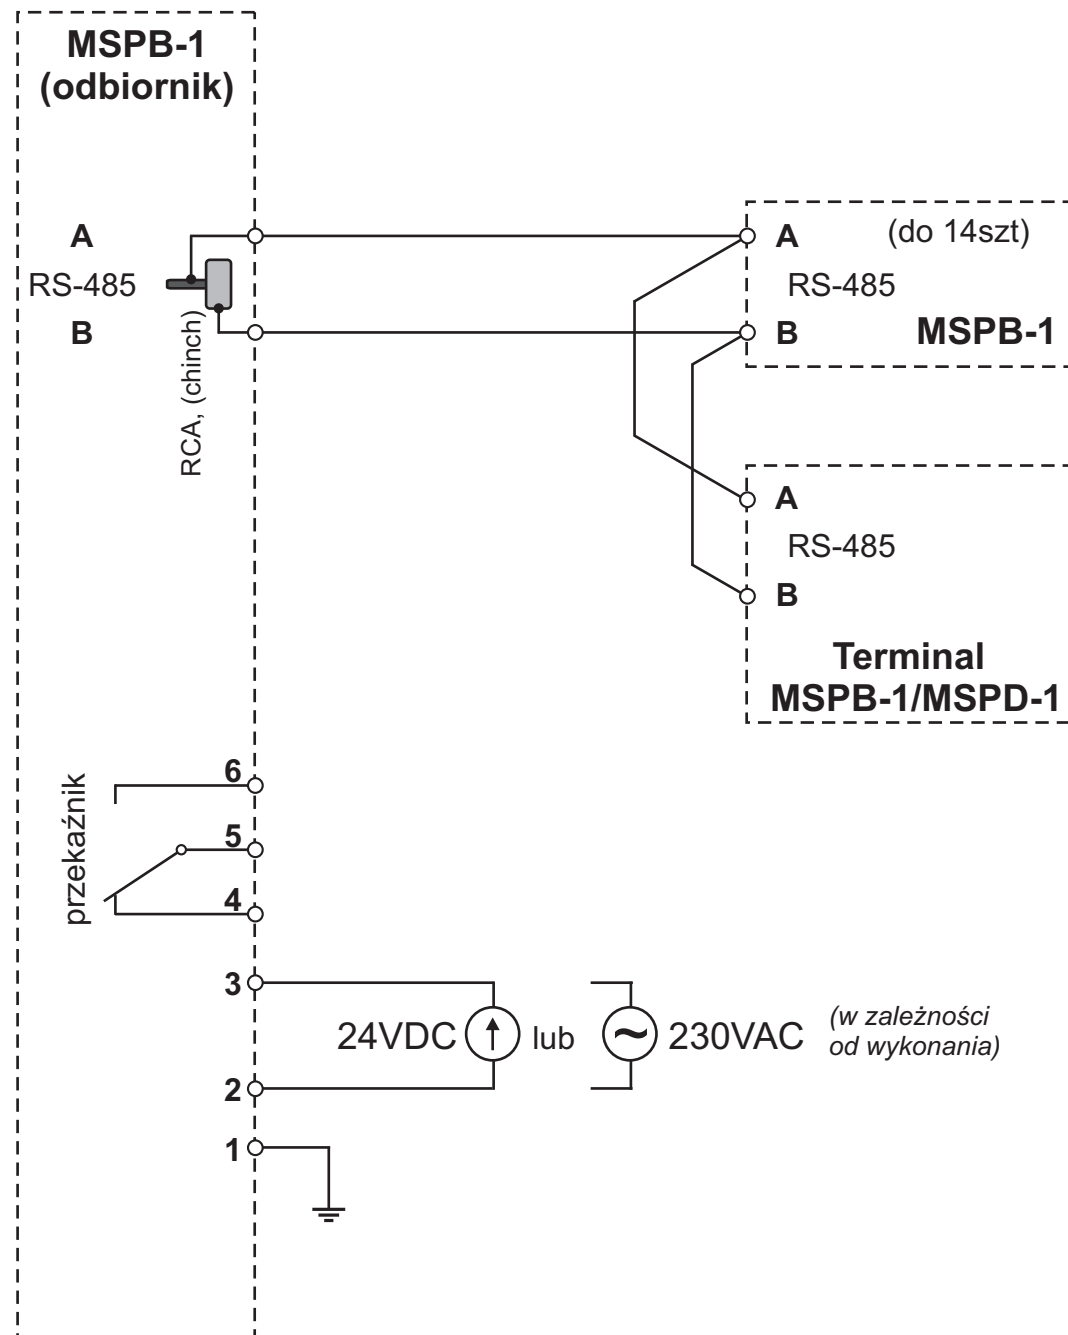 MSPB-1
(odbiornik)
A
RS-485
B
RCA, (chinch)
A
(do 14szt)
RS-485
B
MSPB-1
A
RS-485
B
Terminal
MSPB-1/MSPD-1
przekaźnik
6
5
4
3
24VDC
lub
~
230VAC
(w zależności
od wykonania)
2
1